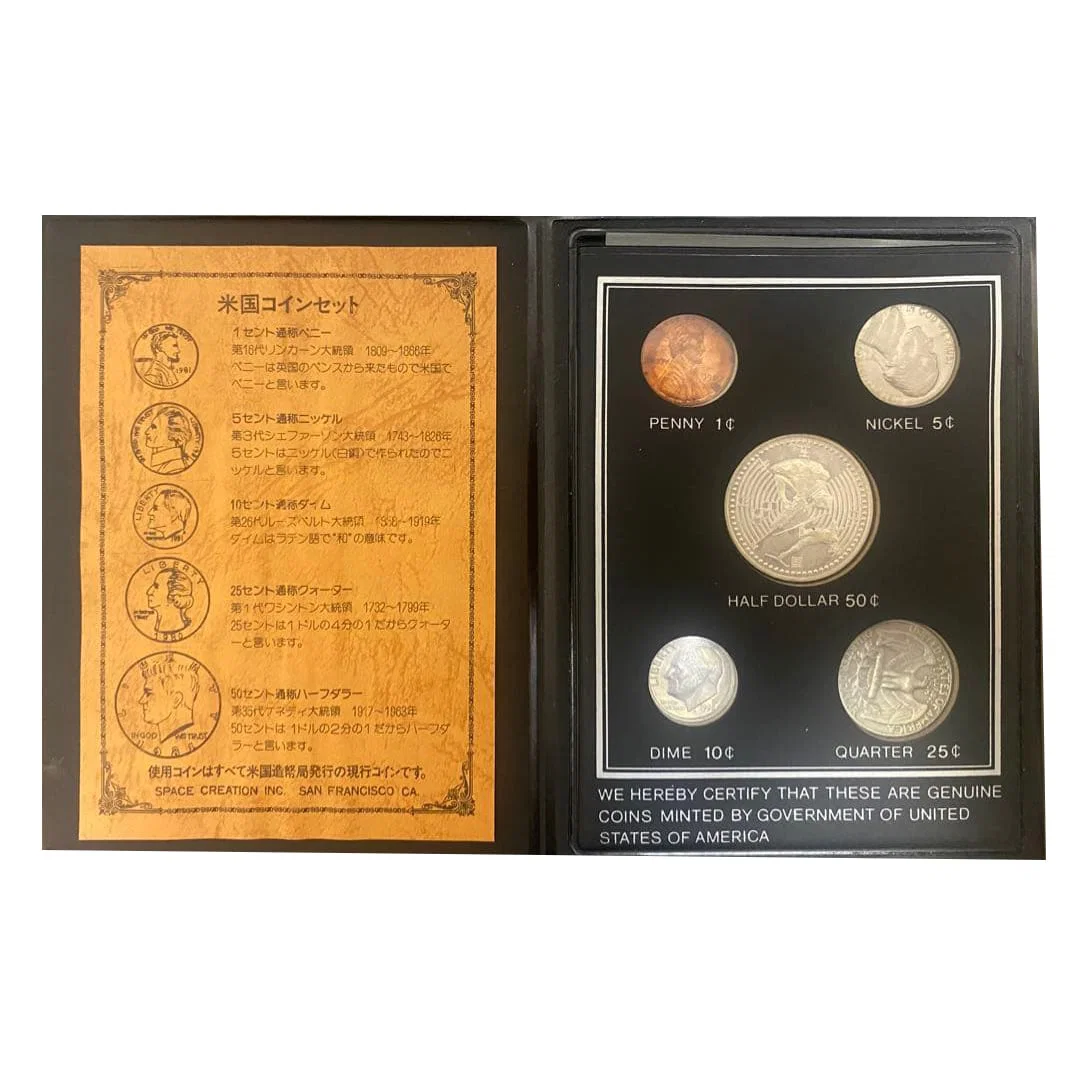 米国コインセット
1セント通称ペニー
第16代リンカーン大統領 1809〜1866年
ペニーは英国のペンスから来たもので米国で
ペニーと言います。
5セント通称ニッケル
第3代シエファーソン大統領 1743〜1826年
5セントはニッケル(白銅)で作られたのでニ
ッケルと言います。
10セント通称ダイム
第26代ルーズベルト大統領 1858〜1919年
ダイムはラテン語で"和"の意味です。
25セント通称クォーター
第1代ワシントン大統領 1732〜1799年
25セントは1ドルの4分の1だからクォータ
ーと言います。
50セント通称ハーフダラー
第35代ケネディ大統領 1917〜1963年
50セントは1ドルの2分の1だからハーフダ
ラーと言います。
使用コインはすべて米国造幣局発行の現行コインです。
SPACE CREATION INC. SAN FRANCISCO CA.
1981
LIBERTY
1981
LIBERTY
1980
IN GOD WE TRUST
1981
PENNY 1¢
NICKEL 5¢
HALF DOLLAR 50¢
DIME 10¢
QUARTER 25¢
WE HEREBY CERTIFY THAT THESE ARE GENUINE
COINS MINTED BY GOVERNMENT OF UNITED
STATES OF AMERICA